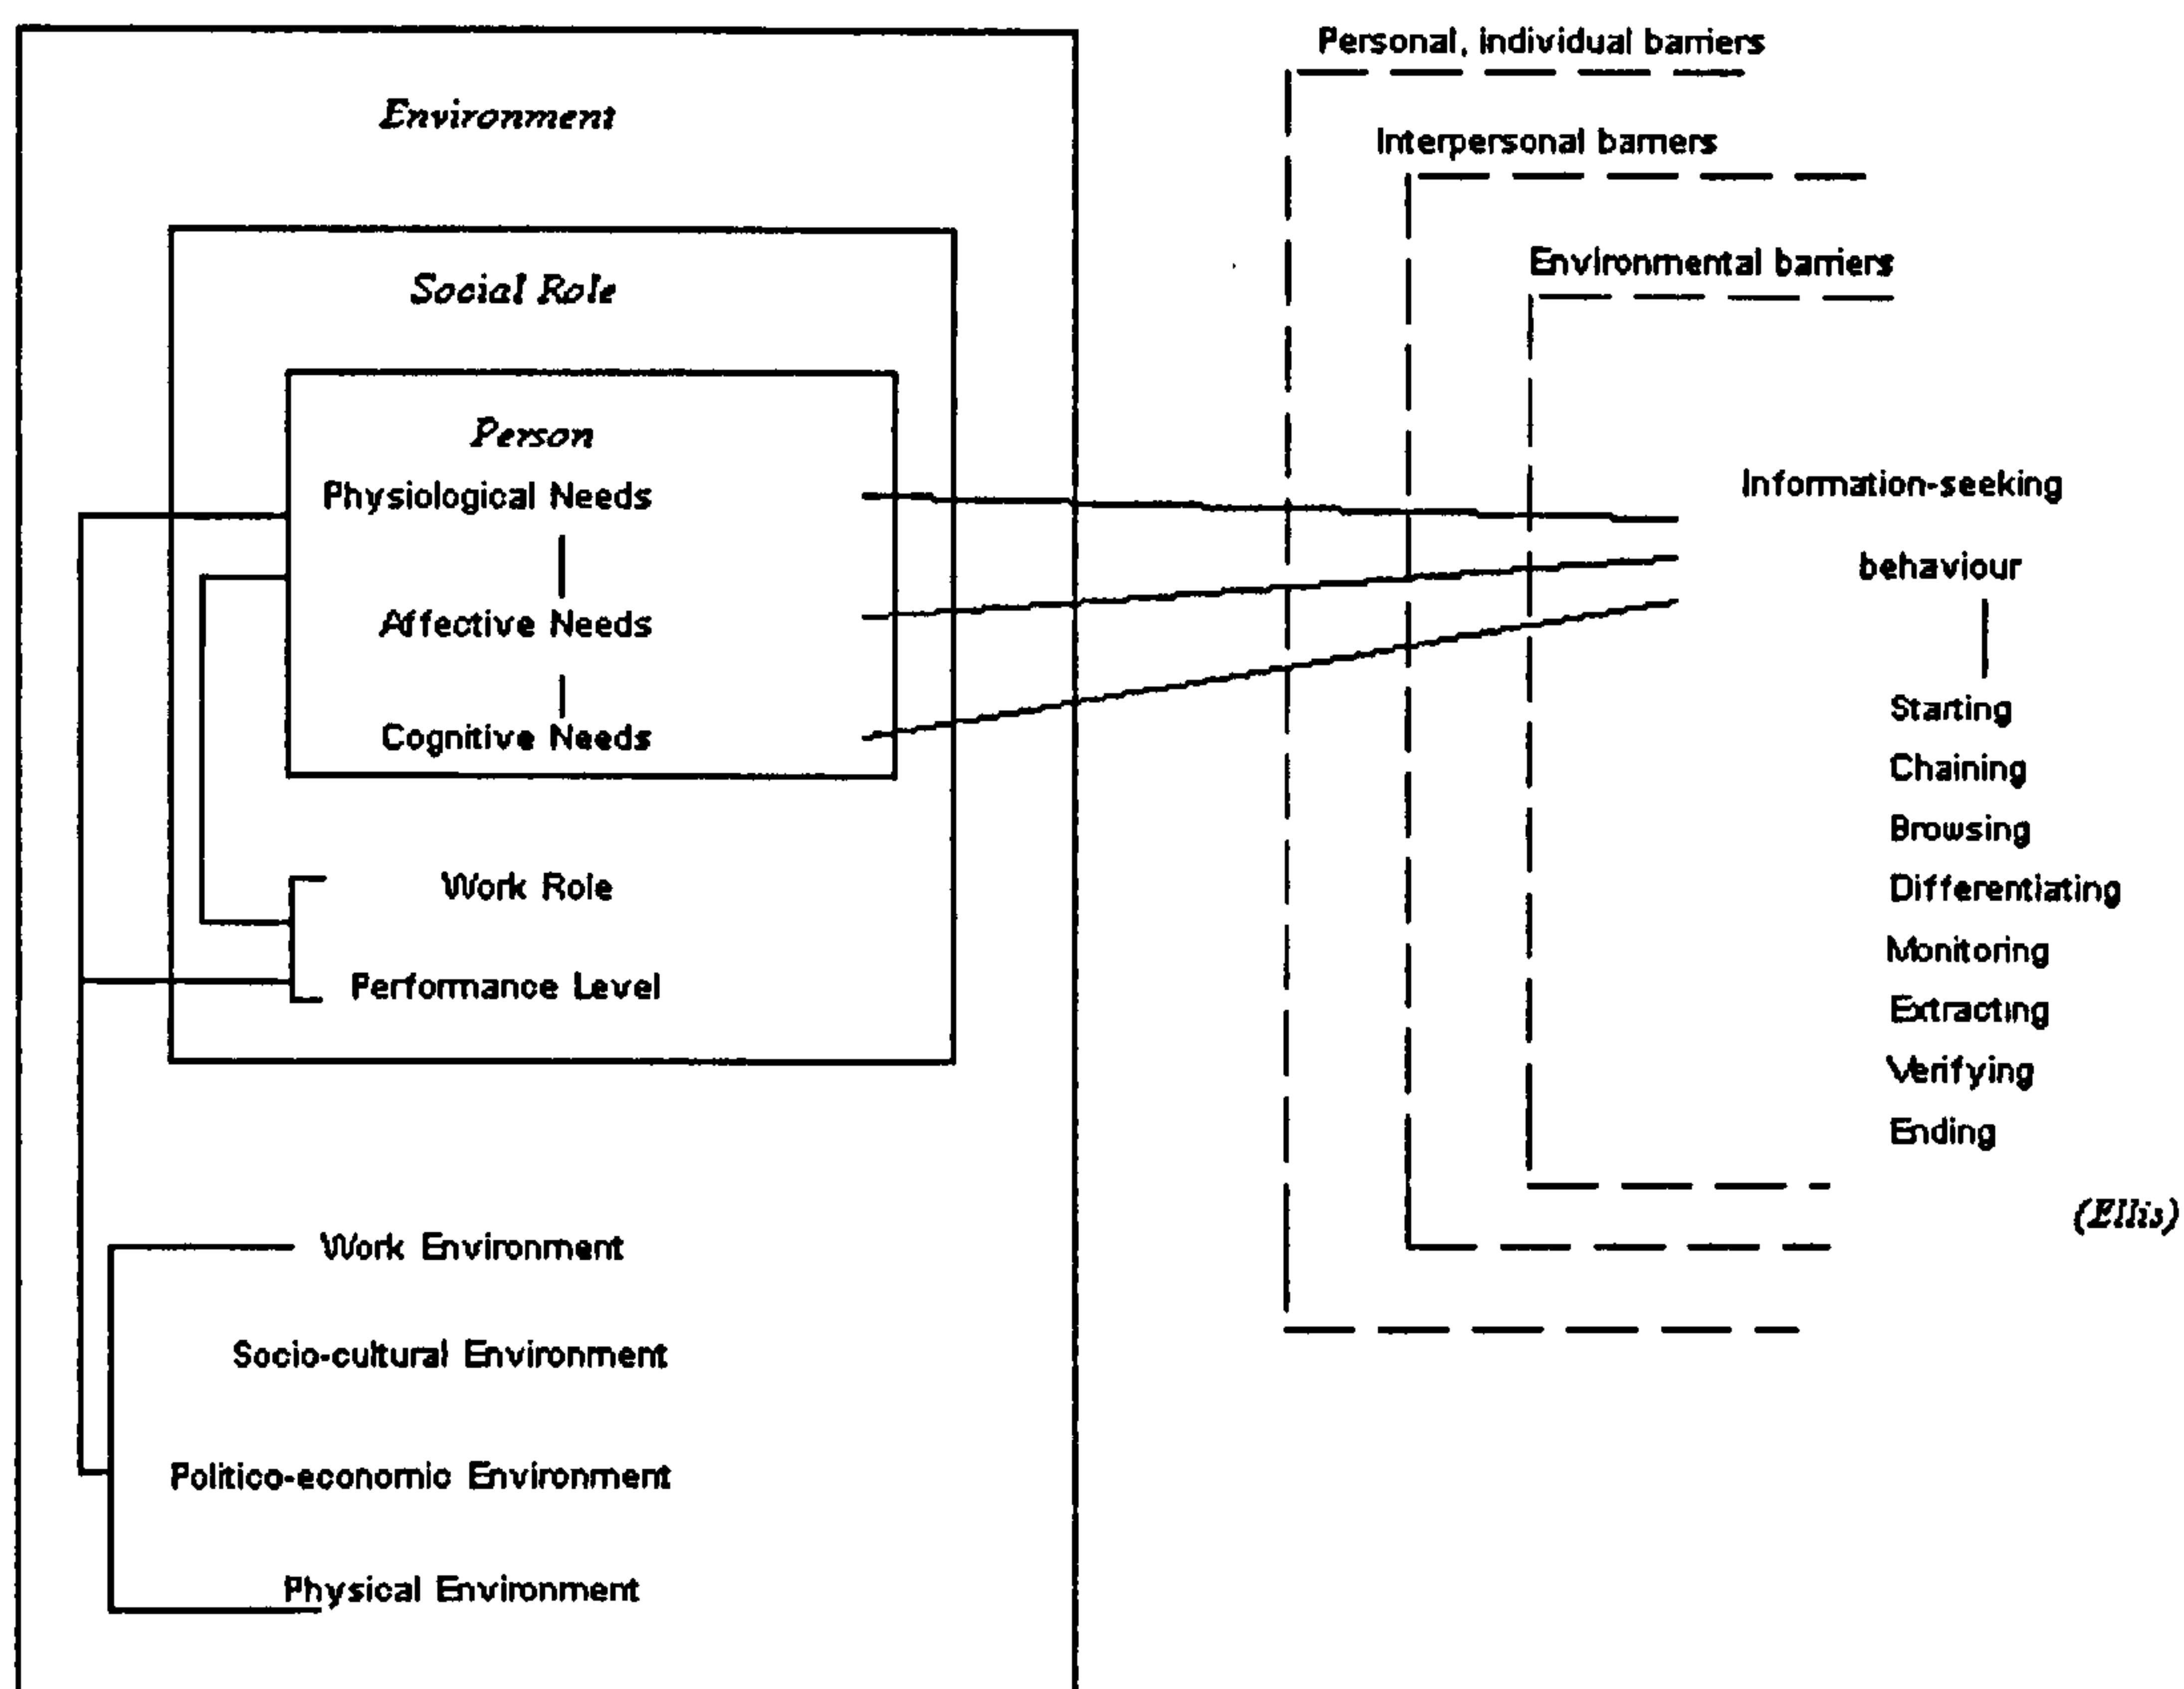 Environment
Social Role
Person
Physiological Needs
Affective Needs
Cognitive Needs
Work Role
Performance Level
Work Environment
Socio-cultural Environment
Politico-economic Environment
Physical Environment
Personal, individual barriers
Interpersonal barriers
Environmental barriers
Information-seeking
behaviour
Starting
Chaining
Browsing
Differentiating
Monitoring
Extracting
Verifying
Ending
(Ellis)